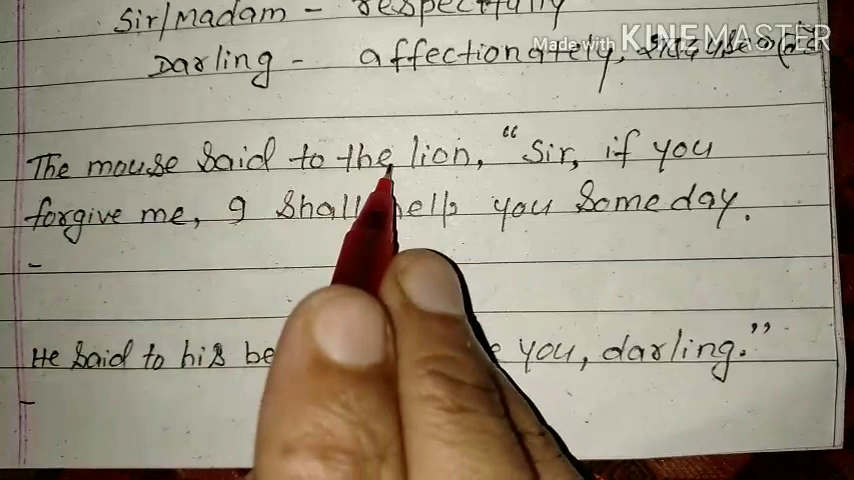 Sir/Madam - respectfully
Made with KINEMASTER
Darling - affectionately,
The mouse said to the lion, "Sir, if you
forgive me, I shall help you someday.
-
He said to his be you, darling."
-